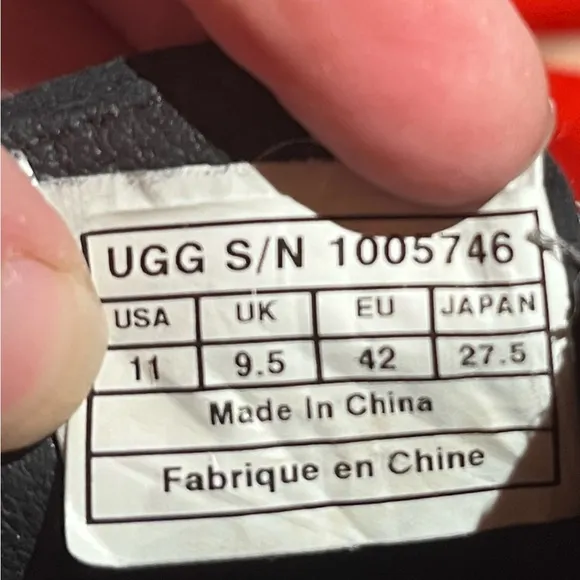 UGG S/N 1005746
USA UK EU JAPAN
11 9.5 42 27.5
Made In China
Fabrique en Chine